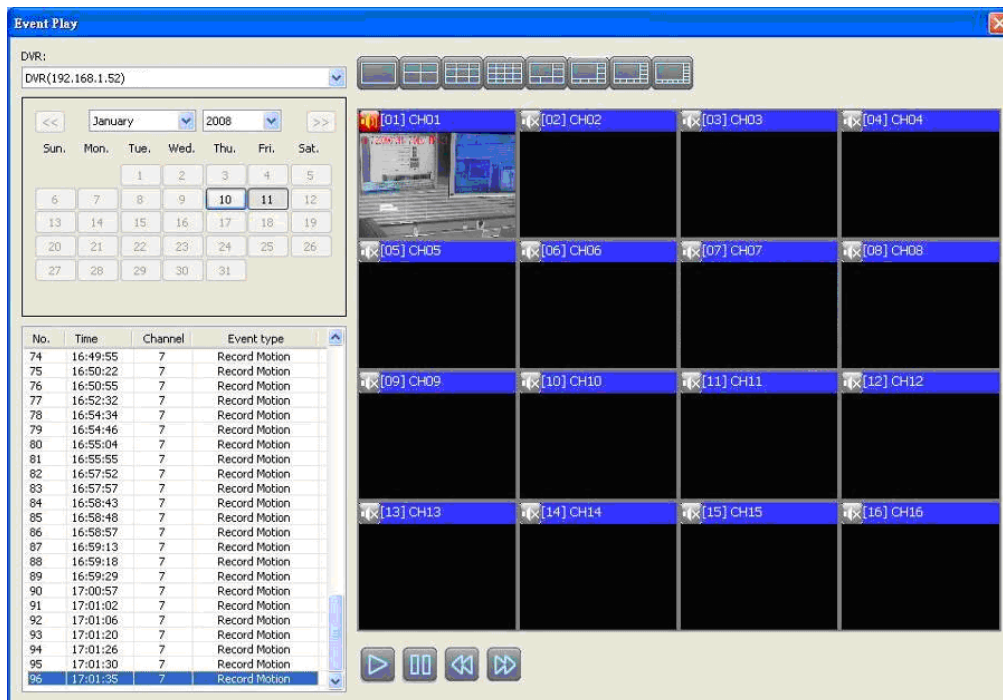 Event Play
DVR:
DVR(192.168.1.52)
<< January 2008 >>
Sun. Mon. Tue. Wed. Thu. Fri. Sat.
1 2 3 4 5
6 7 8 9 10 11 12
13 14 15 16 17 18 19
20 21 22 23 24 25 26
27 28 29 30 31
No. Time Channel Event type
74 16:49:55 7 Record Motion
75 16:50:22 7 Record Motion
76 16:50:55 7 Record Motion
77 16:52:32 7 Record Motion
78 16:54:34 7 Record Motion
79 16:54:46 7 Record Motion
80 16:55:04 7 Record Motion
81 16:55:55 7 Record Motion
82 16:57:52 7 Record Motion
83 16:57:57 7 Record Motion
84 16:58:43 7 Record Motion
85 16:58:48 7 Record Motion
86 16:58:57 7 Record Motion
87 16:59:13 7 Record Motion
88 16:59:18 7 Record Motion
89 16:59:29 7 Record Motion
90 17:00:57 7 Record Motion
91 17:01:02 7 Record Motion
92 17:01:06 7 Record Motion
93 17:01:20 7 Record Motion
94 17:01:26 7 Record Motion
95 17:01:30 7 Record Motion
96 17:01:35 7 Record Motion
[01] CH01 [02] CH02 [03] CH03 [04] CH04
[05] CH05 [06] CH06 [07] CH07 [08] CH08
[09] CH09 [10] CH10 [11] CH11 [12] CH12
[13] CH13 [14] CH14 [15] CH15 [16] CH16